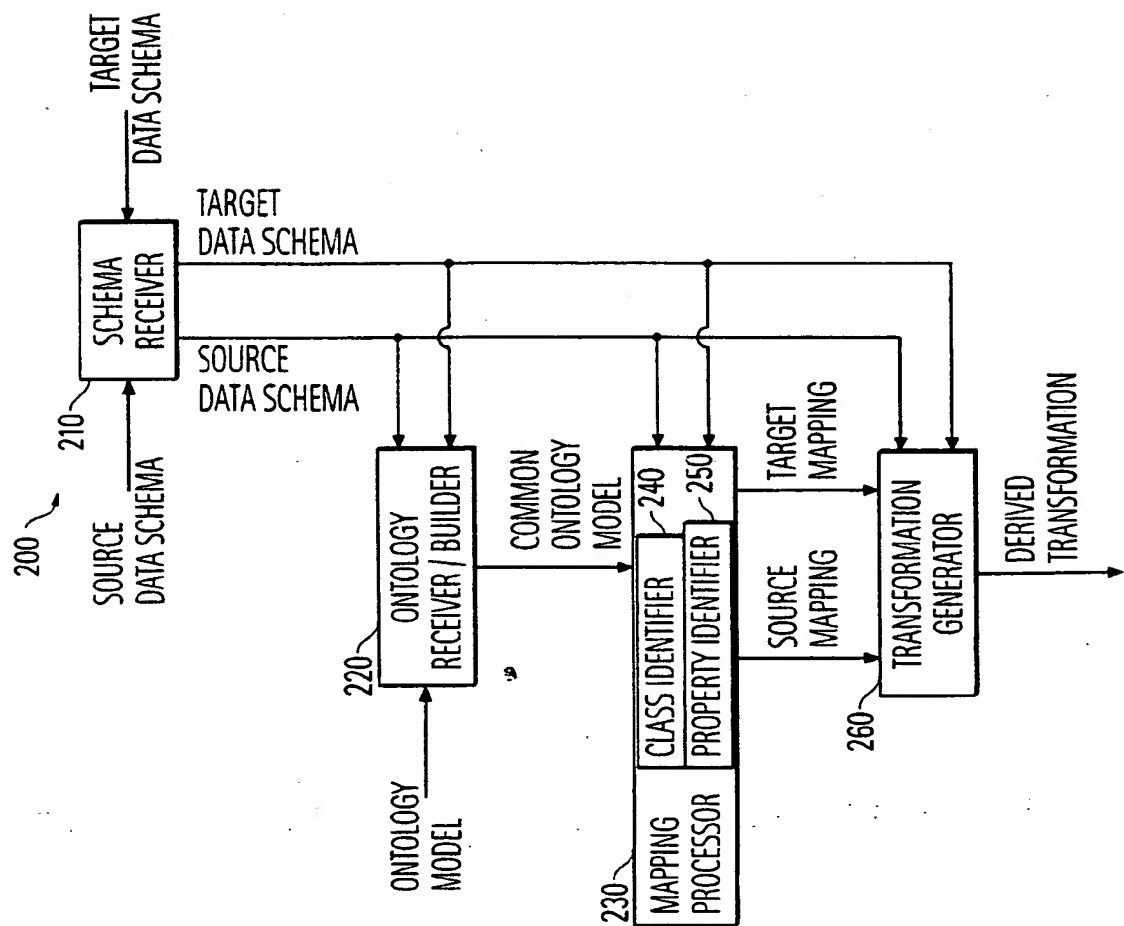 200
SOURCE
DATA SCHEMA
210
SCHEMA
RECEIVER
TARGET
DATA SCHEMA
SOURCE
DATA SCHEMA
TARGET
DATA SCHEMA
ONTOLOGY
MODEL
220
ONTOLOGY
RECEIVER / BUILDER
COMMON
ONTOLOGY
MODEL
230
MAPPING
PROCESSOR
CLASS IDENTIFIER
240
PROPERTY IDENTIFIER
250
SOURCE
MAPPING
TARGET
MAPPING
260
TRANSFORMATION
GENERATOR
DERIVED
TRANSFORMATION